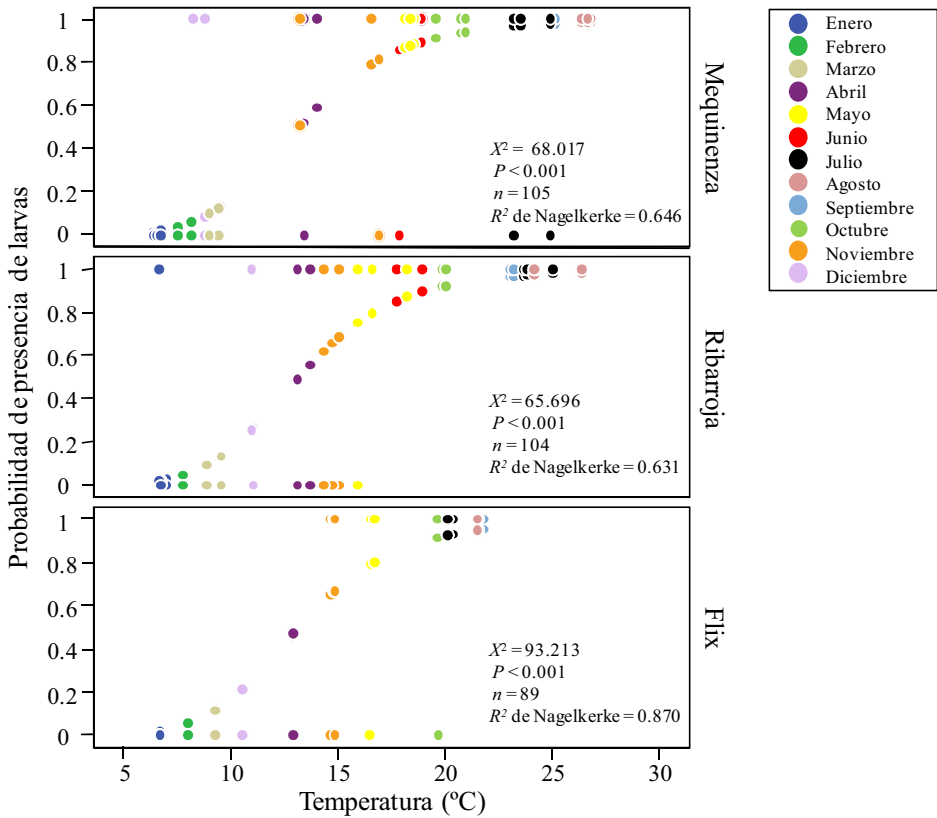 Probabilidad de presencia de larvas
1
0.8
0.6
0.4
0.2
0
X² = 68.017
P < 0.001
n = 105
R² de Nagelkerke = 0.646
Mequinenza
1
0.8
0.6
0.4
0.2
0
X² = 65.696
P < 0.001
n = 104
R² de Nagelkerke = 0.631
Ribarroja
1
0.8
0.6
0.4
0.2
0
X² = 93.213
P < 0.001
n = 89
R² de Nagelkerke = 0.870
Flix
5 10 15 20 25 30
Temperatura (ºC)
Enero
Febrero
Marzo
Abril
Mayo
Junio
Julio
Agosto
Septiembre
Octubre
Noviembre
Diciembre